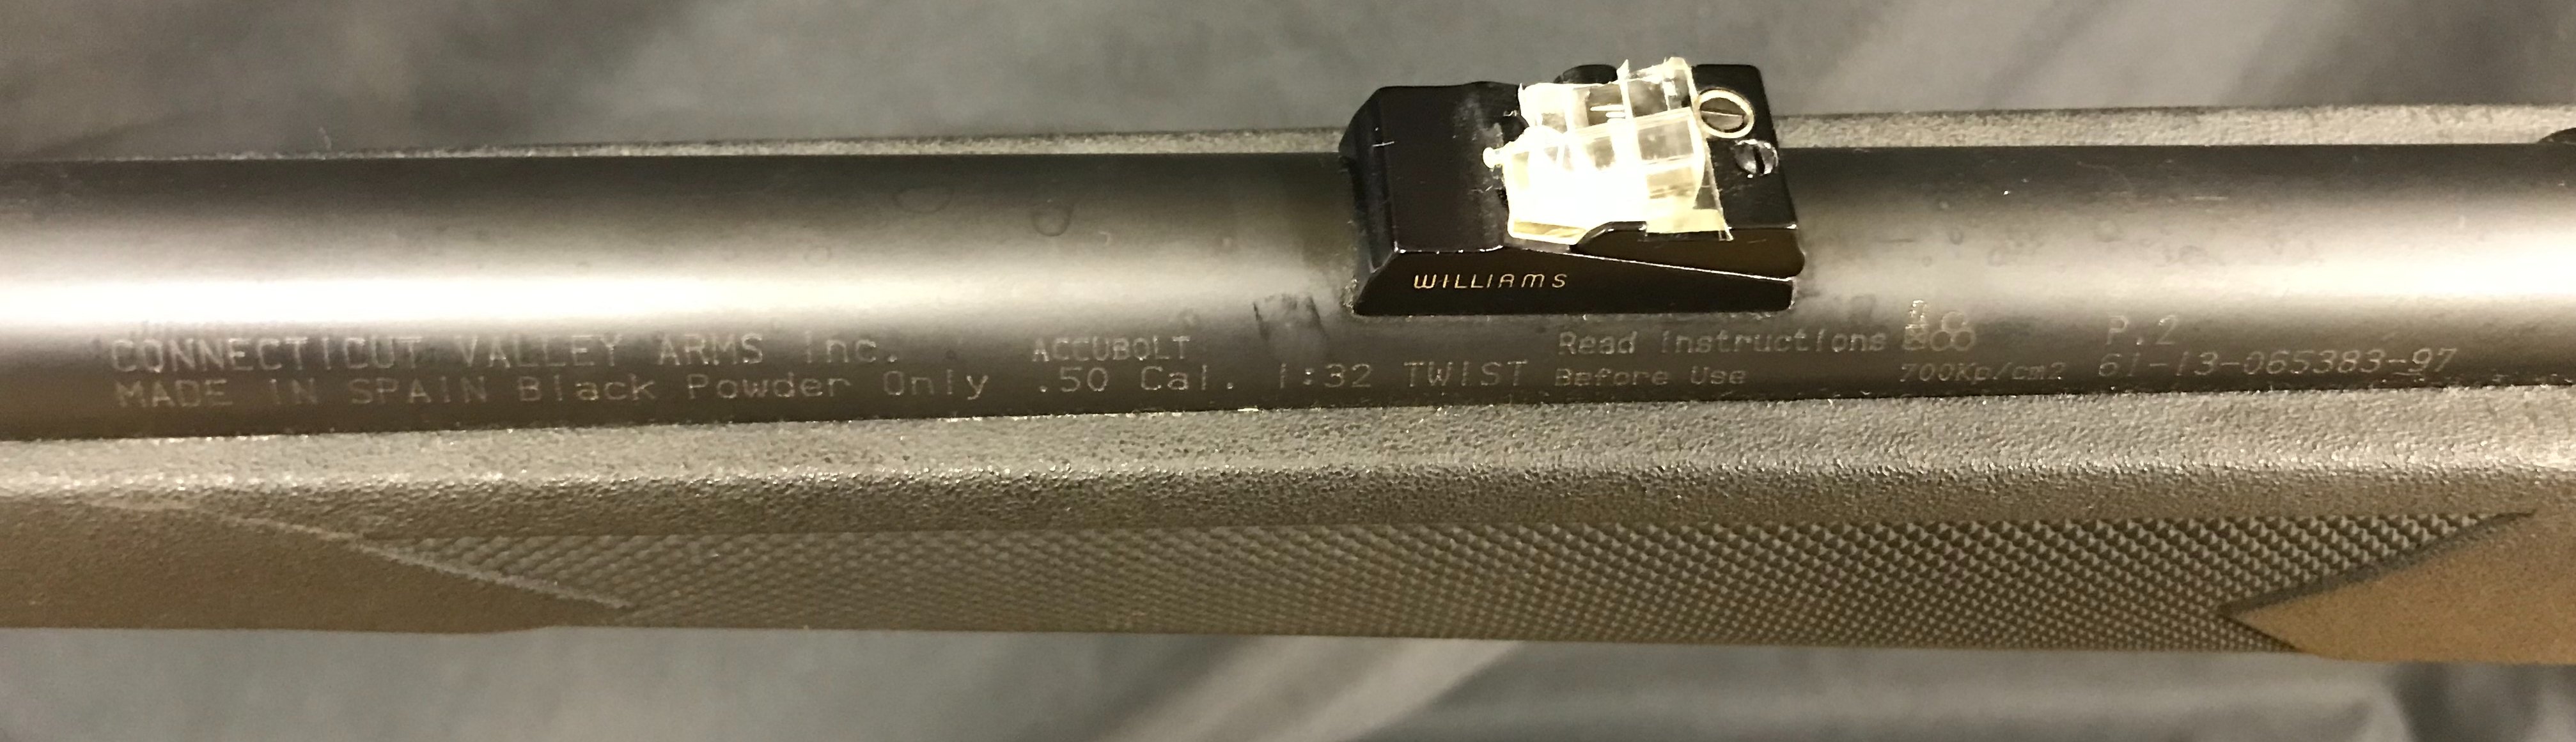 WILLIAMS
CONNECTICUT VALLEY ARMS Inc.
MADE IN SPAIN Black Powder Only
ACCUBOLT
.50 Cal. 1:32 TWIST
Read Instructions
Before Use
700Kp/cm2
P.2
61-13-065383-97